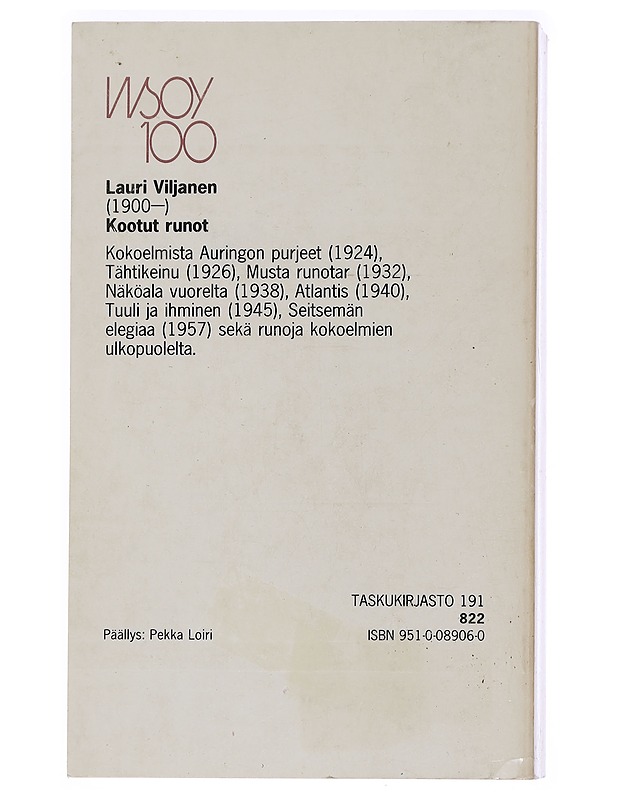 WSOY
100
Lauri Viljanen
(1900—)
Kootut runot
Kokoelmista Auringon purjeet (1924),
Tähtikeinu (1926), Musta runotar (1932),
Näköala vuorelta (1938), Atlantis (1940),
Tuuli ja ihminen (1945), Seitsemän
elegiaa (1957) sekä runoja kokoelmien
ulkopuolelta.
TASKUKIRJASTO 191
822
Päällys: Pekka Loiri
ISBN 951-0-08906-0